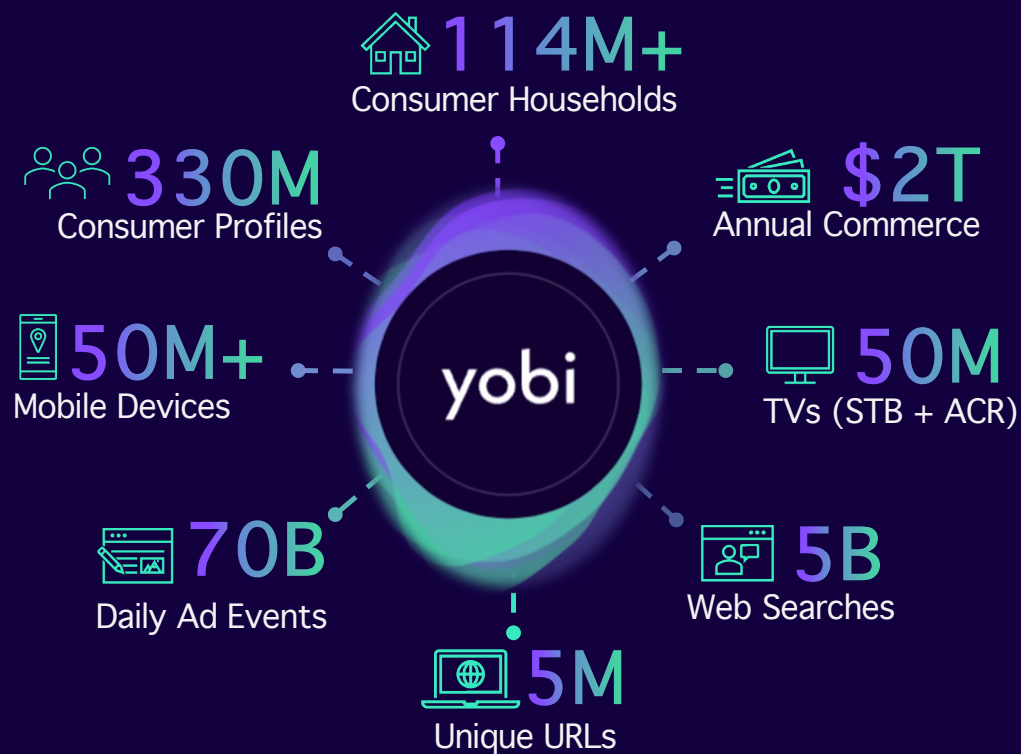 114M+
Consumer Households
330M
Consumer Profiles
$2T
Annual Commerce
50M+
Mobile Devices
yobi
50M
TVs (STB + ACR)
70B
Daily Ad Events
5B
Web Searches
5M
Unique URLs